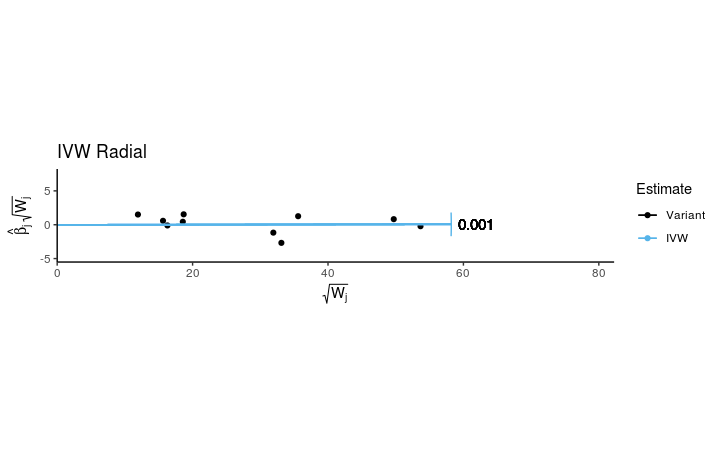 IVW Radial
β̂j√Wj
5
0
-5
0.001
0 20 40 60 80
√Wj
Estimate
Variant
IVW